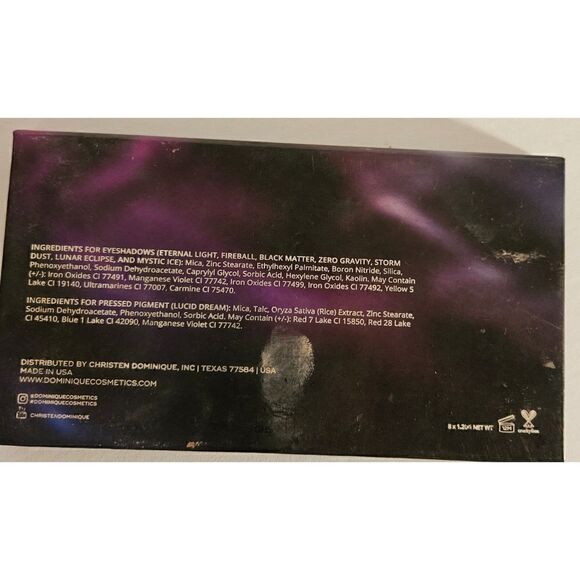 INGREDIENTS FOR EYESHADOWS (ETERNAL LIGHT, FIREBALL, BLACK MATTER, ZERO GRAVITY, STORM
DUST, LUNAR ECLIPSE, AND MYSTIC ICE): Mica, Zinc Stearate, Ethylhexyl Palmitate, Boron Nitride, Silica,
Phenoxyethanol, Sodium Dehydroacetate, Caprylyl Glycol, Sorbic Acid, Hexylene Glycol, Kaolin, May Contain
(+/-): Iron Oxides CI 77491, Manganese Violet CI 77742, Iron Oxides CI 77499, Iron Oxides CI 77492, Yellow 5
Lake CI 19140, Ultramarines CI 77007, Carmine CI 75470.
INGREDIENTS FOR PRESSED PIGMENT (LUCID DREAM): Mica, Talc, Oryza Sativa (Rice) Extract, Zinc Stearate,
Sodium Dehydroacetate, Phenoxyethanol, Sorbic Acid. May Contain (+/-): Red 7 Lake CI 15850, Red 28 Lake
CI 45410, Blue 1 Lake CI 42090, Manganese Violet CI 77742.
DISTRIBUTED BY CHRISTEN DOMINIQUE, INC | TEXAS 77584 | USA
MADE IN USA
WWW.DOMINIQUECOSMETICS.COM
@DOMINIQUECOSMETICS
@DOMINIQUECOSMETICS
CHRISTENDOMINIQUE
NET WT
12M